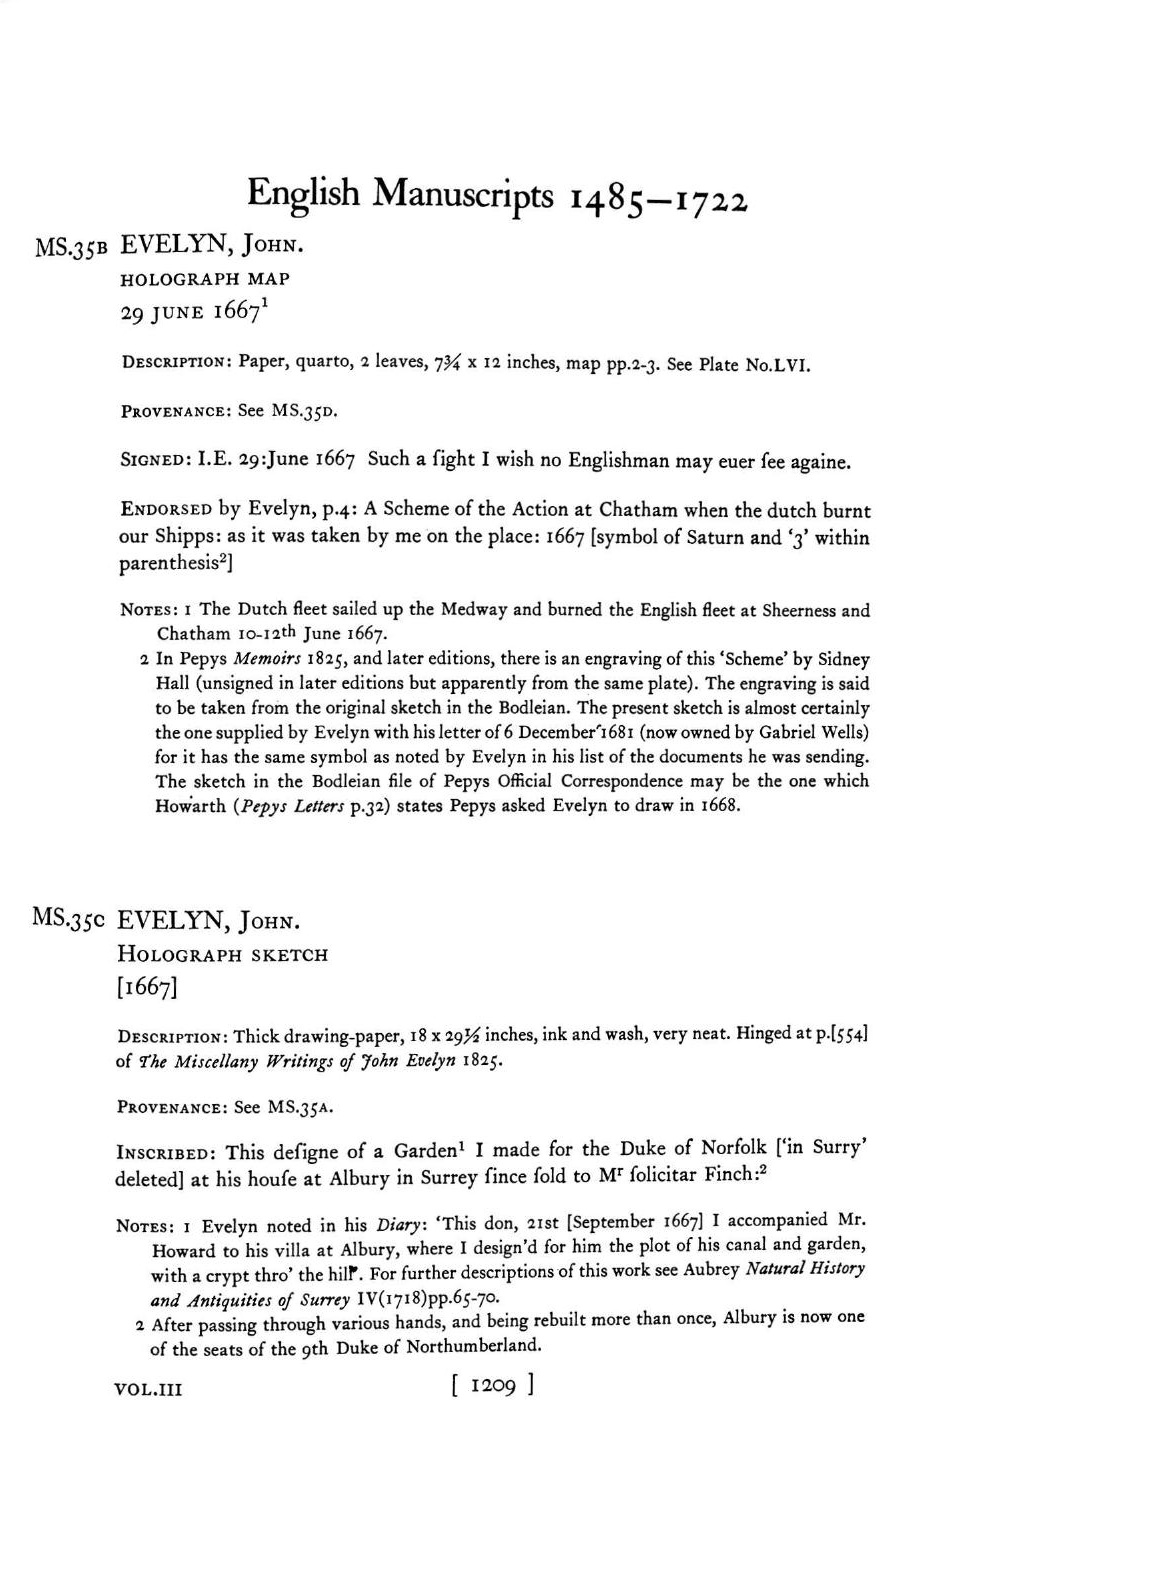 English Manuscripts 1485—1722
MS.35B EVELYN, John.
HOLOGRAPH MAP
29 JUNE 1667¹
Description: Paper, quarto, 2 leaves, 7¾ x 12 inches, map pp.2-3. See Plate No.LVI.
Provenance: See MS.35D.
Signed: I.E. 29:June 1667 Such a ſight I wish no Englishman may euer ſee againe.
Endorsed by Evelyn, p.4: A Scheme of the Action at Chatham when the dutch burnt
our Shipps: as it was taken by me on the place: 1667 [symbol of Saturn and ‘3’ within
parenthesis²]
Notes: 1 The Dutch fleet sailed up the Medway and burned the English fleet at Sheerness and
Chatham 10-12th June 1667.
2 In Pepys Memoirs 1825, and later editions, there is an engraving of this ‘Scheme’ by Sidney
Hall (unsigned in later editions but apparently from the same plate). The engraving is said
to be taken from the original sketch in the Bodleian. The present sketch is almost certainly
the one supplied by Evelyn with his letter of 6 December 1681 (now owned by Gabriel Wells)
for it has the same symbol as noted by Evelyn in his list of the documents he was sending.
The sketch in the Bodleian file of Pepys Official Correspondence may be the one which
Howarth (Pepys Letters p.32) states Pepys asked Evelyn to draw in 1668.
MS.35C EVELYN, John.
Holograph sketch
[1667]
Description: Thick drawing-paper, 18 x 29½ inches, ink and wash, very neat. Hinged at p.[554]
of The Miscellany Writings of John Evelyn 1825.
Provenance: See MS.35A.
Inscribed: This deſigne of a Garden¹ I made for the Duke of Norfolk [‘in Surry’
deleted] at his houſe at Albury in Surrey ſince ſold to Mʳ ſolicitar Finch:²
Notes: 1 Evelyn noted in his Diary: ‘This don, 21st [September 1667] I accompanied Mr.
Howard to his villa at Albury, where I design’d for him the plot of his canal and garden,
with a crypt thro’ the hill’. For further descriptions of this work see Aubrey Natural History
and Antiquities of Surrey IV(1718)pp.65-70.
2 After passing through various hands, and being rebuilt more than once, Albury is now one
of the seats of the 9th Duke of Northumberland.
VOL.III [ 1209 ]